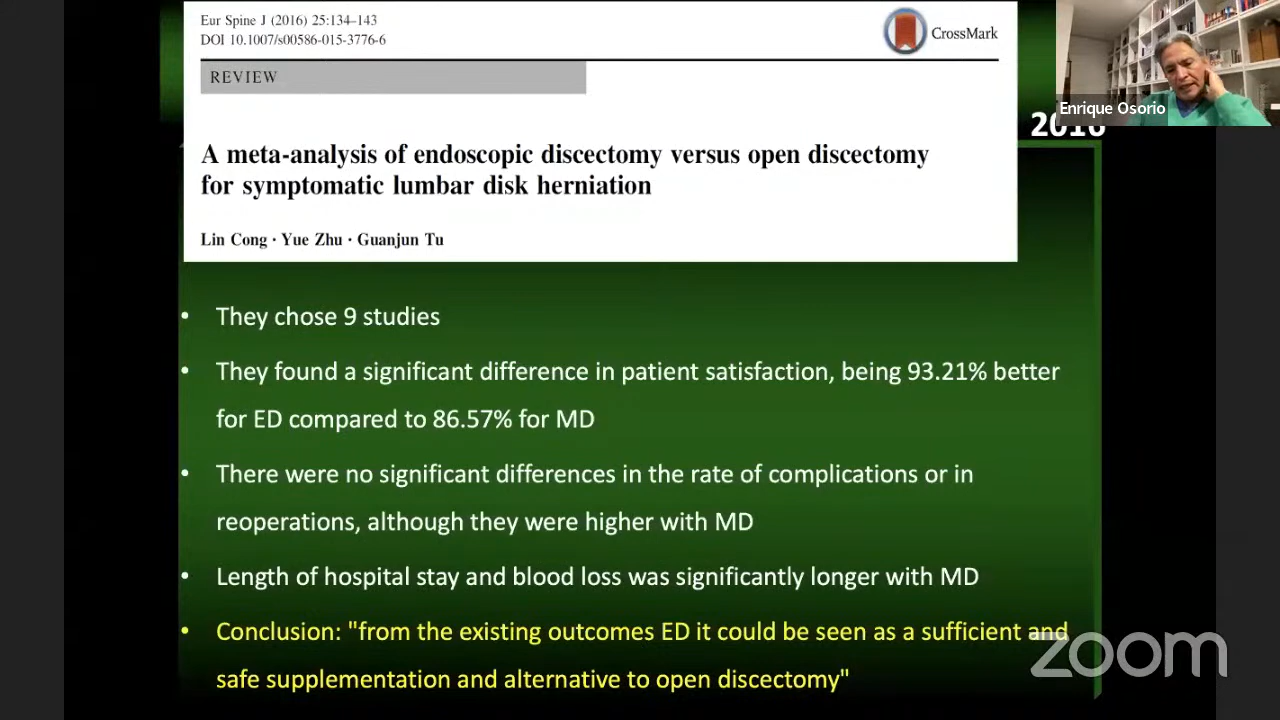 Eur Spine J (2016) 25:134–143
DOI 10.1007/s00586-015-3776-6
CrossMark
REVIEW
Enrique Osorio
2016
A meta-analysis of endoscopic discectomy versus open discectomy
for symptomatic lumbar disk herniation
Lin Cong · Yue Zhu · Guanjun Tu
• They chose 9 studies
• They found a significant difference in patient satisfaction, being 93.21% better
for ED compared to 86.57% for MD
• There were no significant differences in the rate of complications or in
reoperations, although they were higher with MD
• Length of hospital stay and blood loss was significantly longer with MD
• Conclusion: "from the existing outcomes ED it could be seen as a sufficient and
safe supplementation and alternative to open discectomy"
zoom